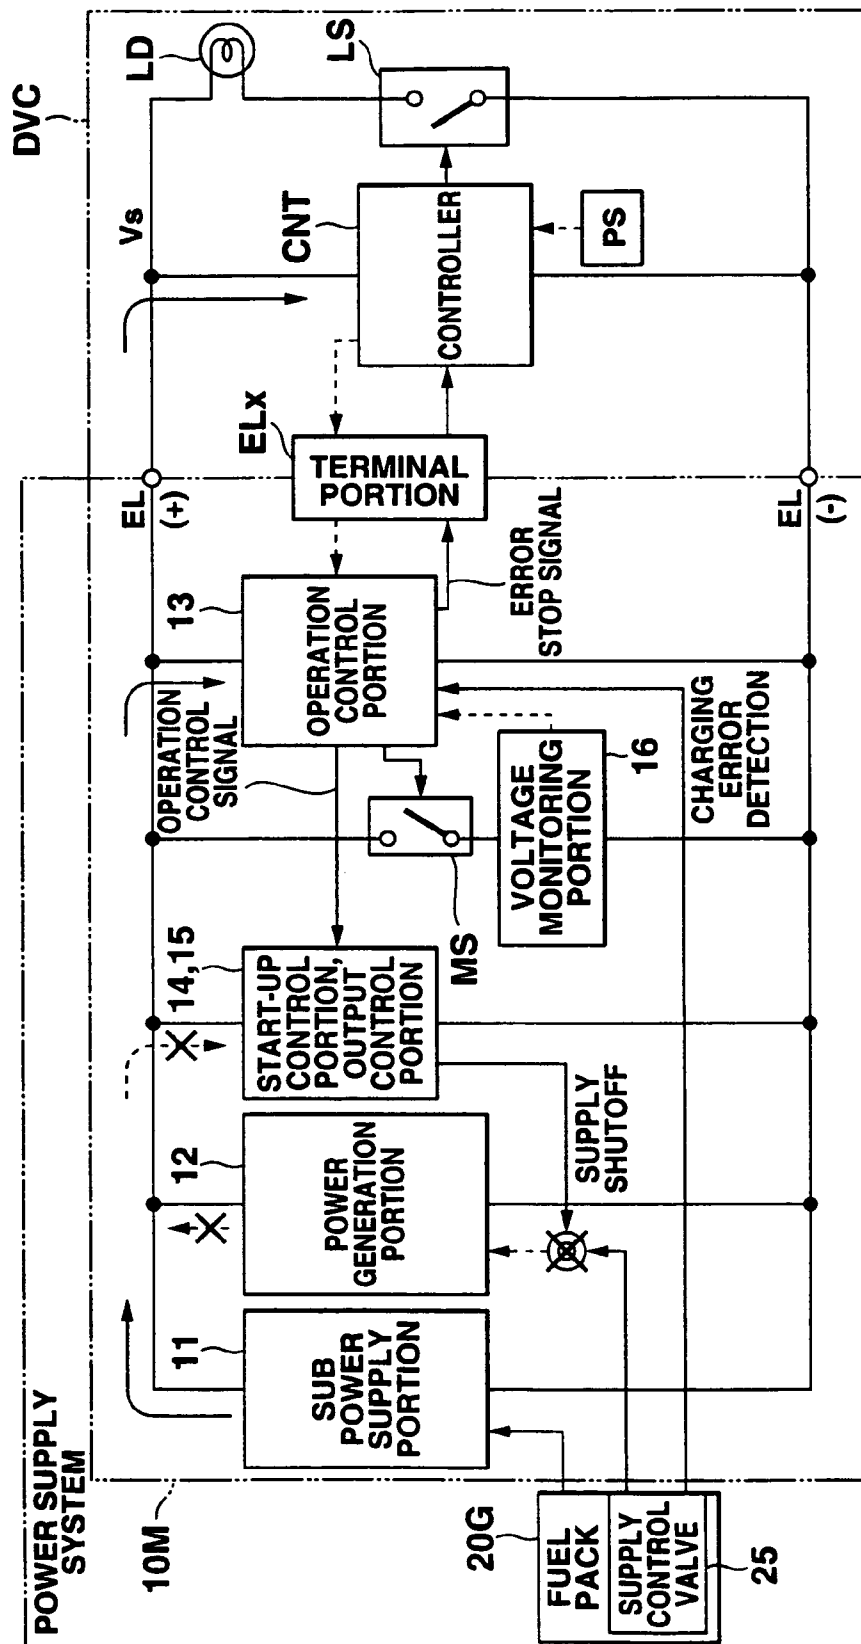 POWER SUPPLY
SYSTEM
10M
DVC
11
SUB
POWER
SUPPLY
PORTION
12
POWER
GENERATION
PORTION
14,15
START-UP
CONTROL
PORTION,
OUTPUT
CONTROL
PORTION
OPERATION
CONTROL
SIGNAL
13
OPERATION
CONTROL
PORTION
EL
(+)
ELx
TERMINAL
PORTION
Vs
CNT
CONTROLLER
LD
LS
PS
MS
VOLTAGE
MONITORING
PORTION
16
ERROR
STOP SIGNAL
SUPPLY
SHUTOFF
CHARGING
ERROR
DETECTION
EL
(-)
20G
FUEL
PACK
SUPPLY
CONTROL
VALVE
25